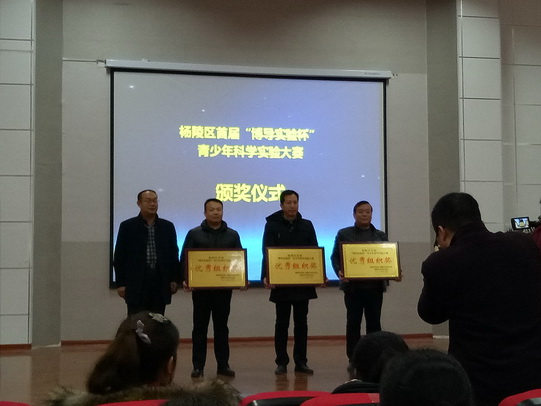 杨陵区首届“博导实验杯”
青少年科学实验大赛
颁奖仪式
优秀组织奖
优秀组织奖
优秀组织奖